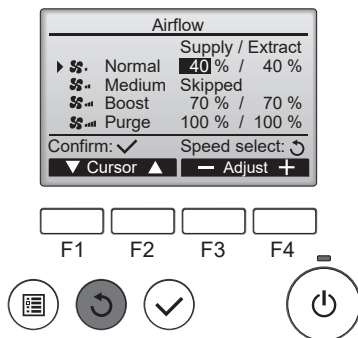 Airflow
Supply / Extract
Normal 40 % / 40 %
Medium Skipped
Boost 70 % / 70 %
Purge 100 % / 100 %
Confirm: ✓ Speed select:
▼ Cursor ▲ — Adjust +
F1 F2 F3 F4